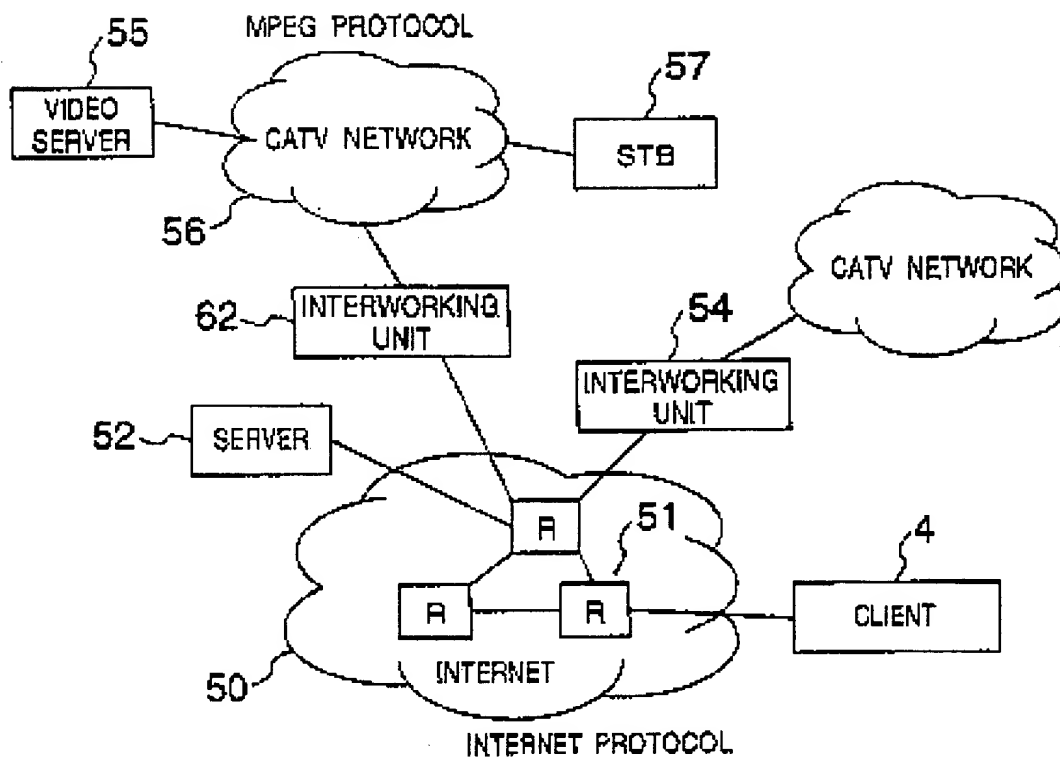 MPEG PROTOCOL
55
VIDEO
SERVER
CATV NETWORK
57
STB
56
CATV NETWORK
62
INTERWORKING
UNIT
54
INTERWORKING
UNIT
52
SERVER
R
51
R
R
4
CLIENT
INTERNET
50
INTERNET PROTOCOL